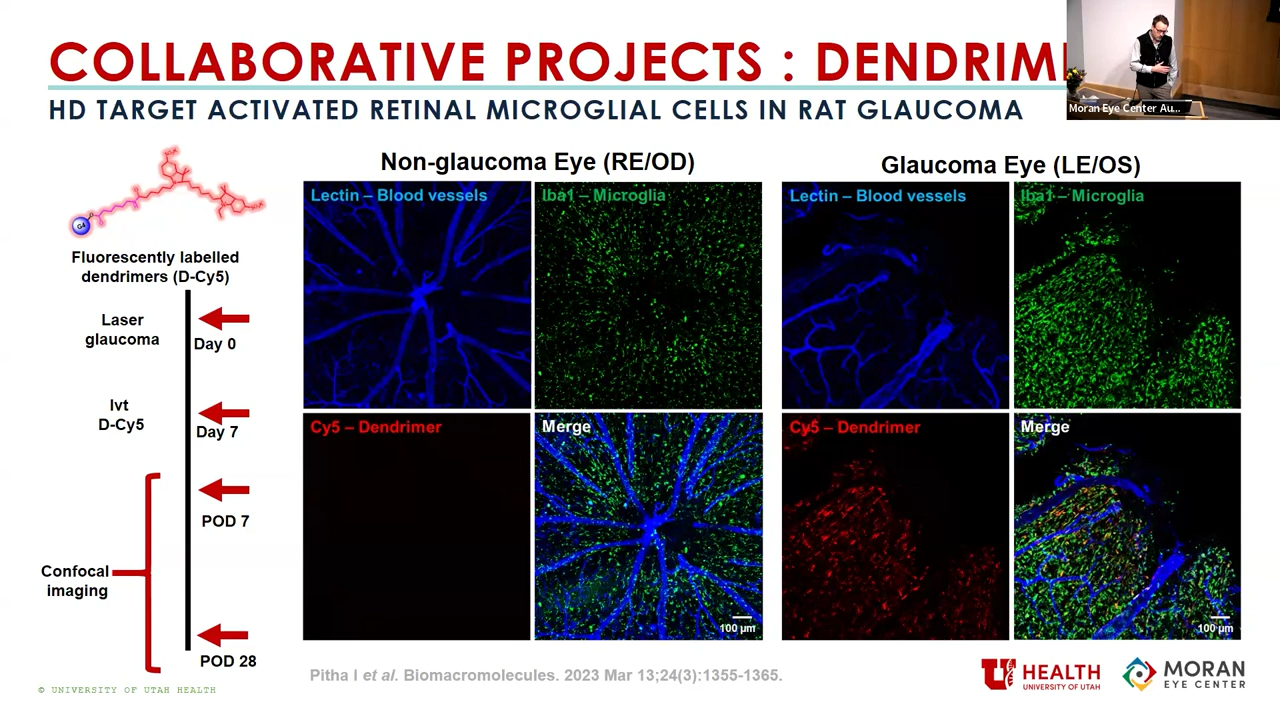 COLLABORATIVE PROJECTS : DENDRIM
Moran Eye Center Au...
HD TARGET ACTIVATED RETINAL MICROGLIAL CELLS IN RAT GLAUCOMA
G4
Fluorescently labelled
dendrimers (D-Cy5)
Laser
glaucoma
Day 0
Ivt
D-Cy5
Day 7
POD 7
Confocal
imaging
POD 28
Non-glaucoma Eye (RE/OD)
Lectin – Blood vessels
Iba1 – Microglia
Cy5 – Dendrimer
Merge
100 µm
Glaucoma Eye (LE/OS)
Lectin – Blood vessels
Iba1 – Microglia
Cy5 – Dendrimer
Merge
100 µm
Pitha I et al. Biomacromolecules. 2023 Mar 13;24(3):1355-1365.
© UNIVERSITY OF UTAH HEALTH
U HEALTH
UNIVERSITY OF UTAH
MORAN
EYE CENTER